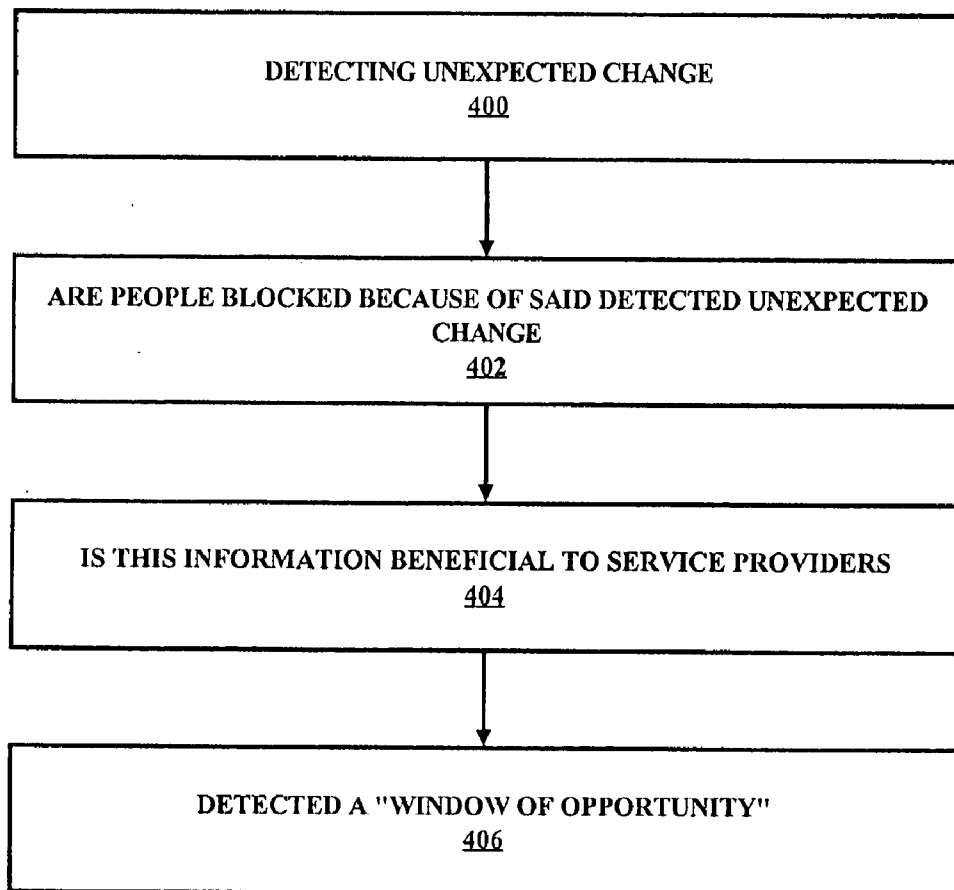 DETECTING UNEXPECTED CHANGE
400
ARE PEOPLE BLOCKED BECAUSE OF SAID DETECTED UNEXPECTED
CHANGE
402
IS THIS INFORMATION BENEFICIAL TO SERVICE PROVIDERS
404
DETECTED A "WINDOW OF OPPORTUNITY"
406